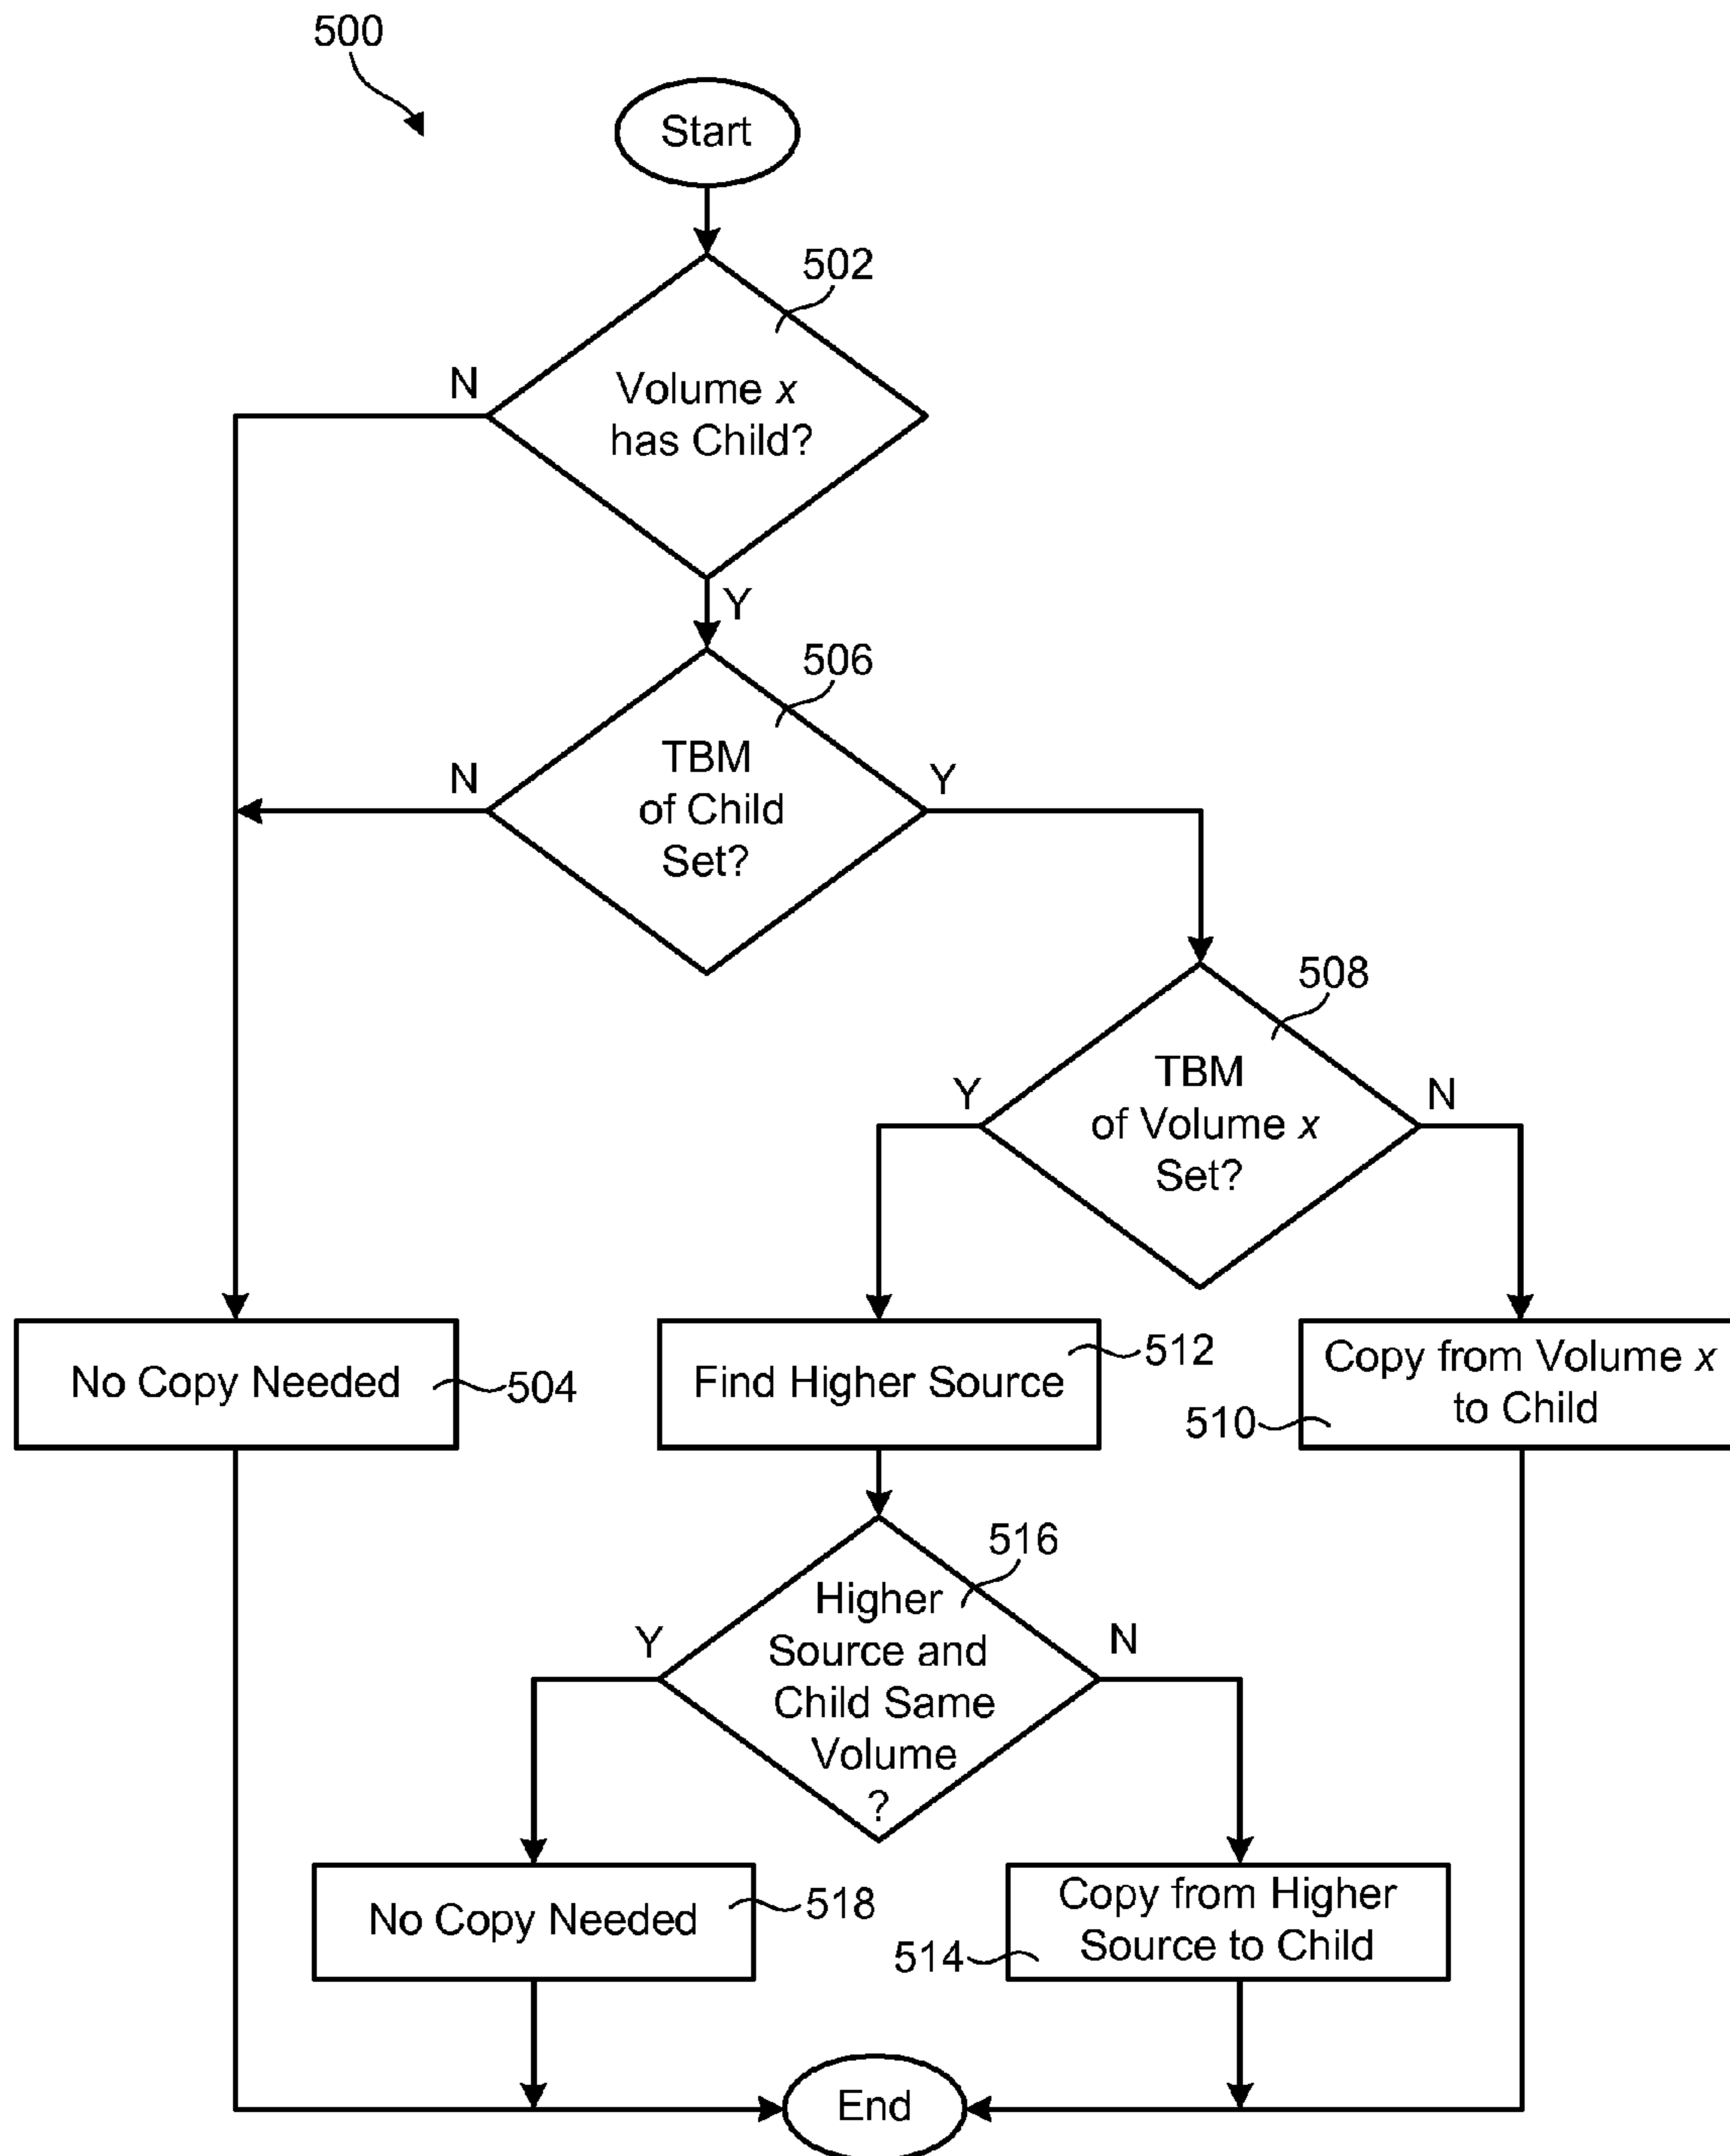 500
Start
502
N
Volume x
has Child?
Y
506
N
TBM
of Child
Set?
Y
508
Y
TBM
of Volume x
Set?
N
No Copy Needed
504
Find Higher Source
512
Copy from Volume x
to Child
510
516
Y
Higher
Source and
Child Same
Volume
?
N
No Copy Needed
518
Copy from Higher
Source to Child
514
End